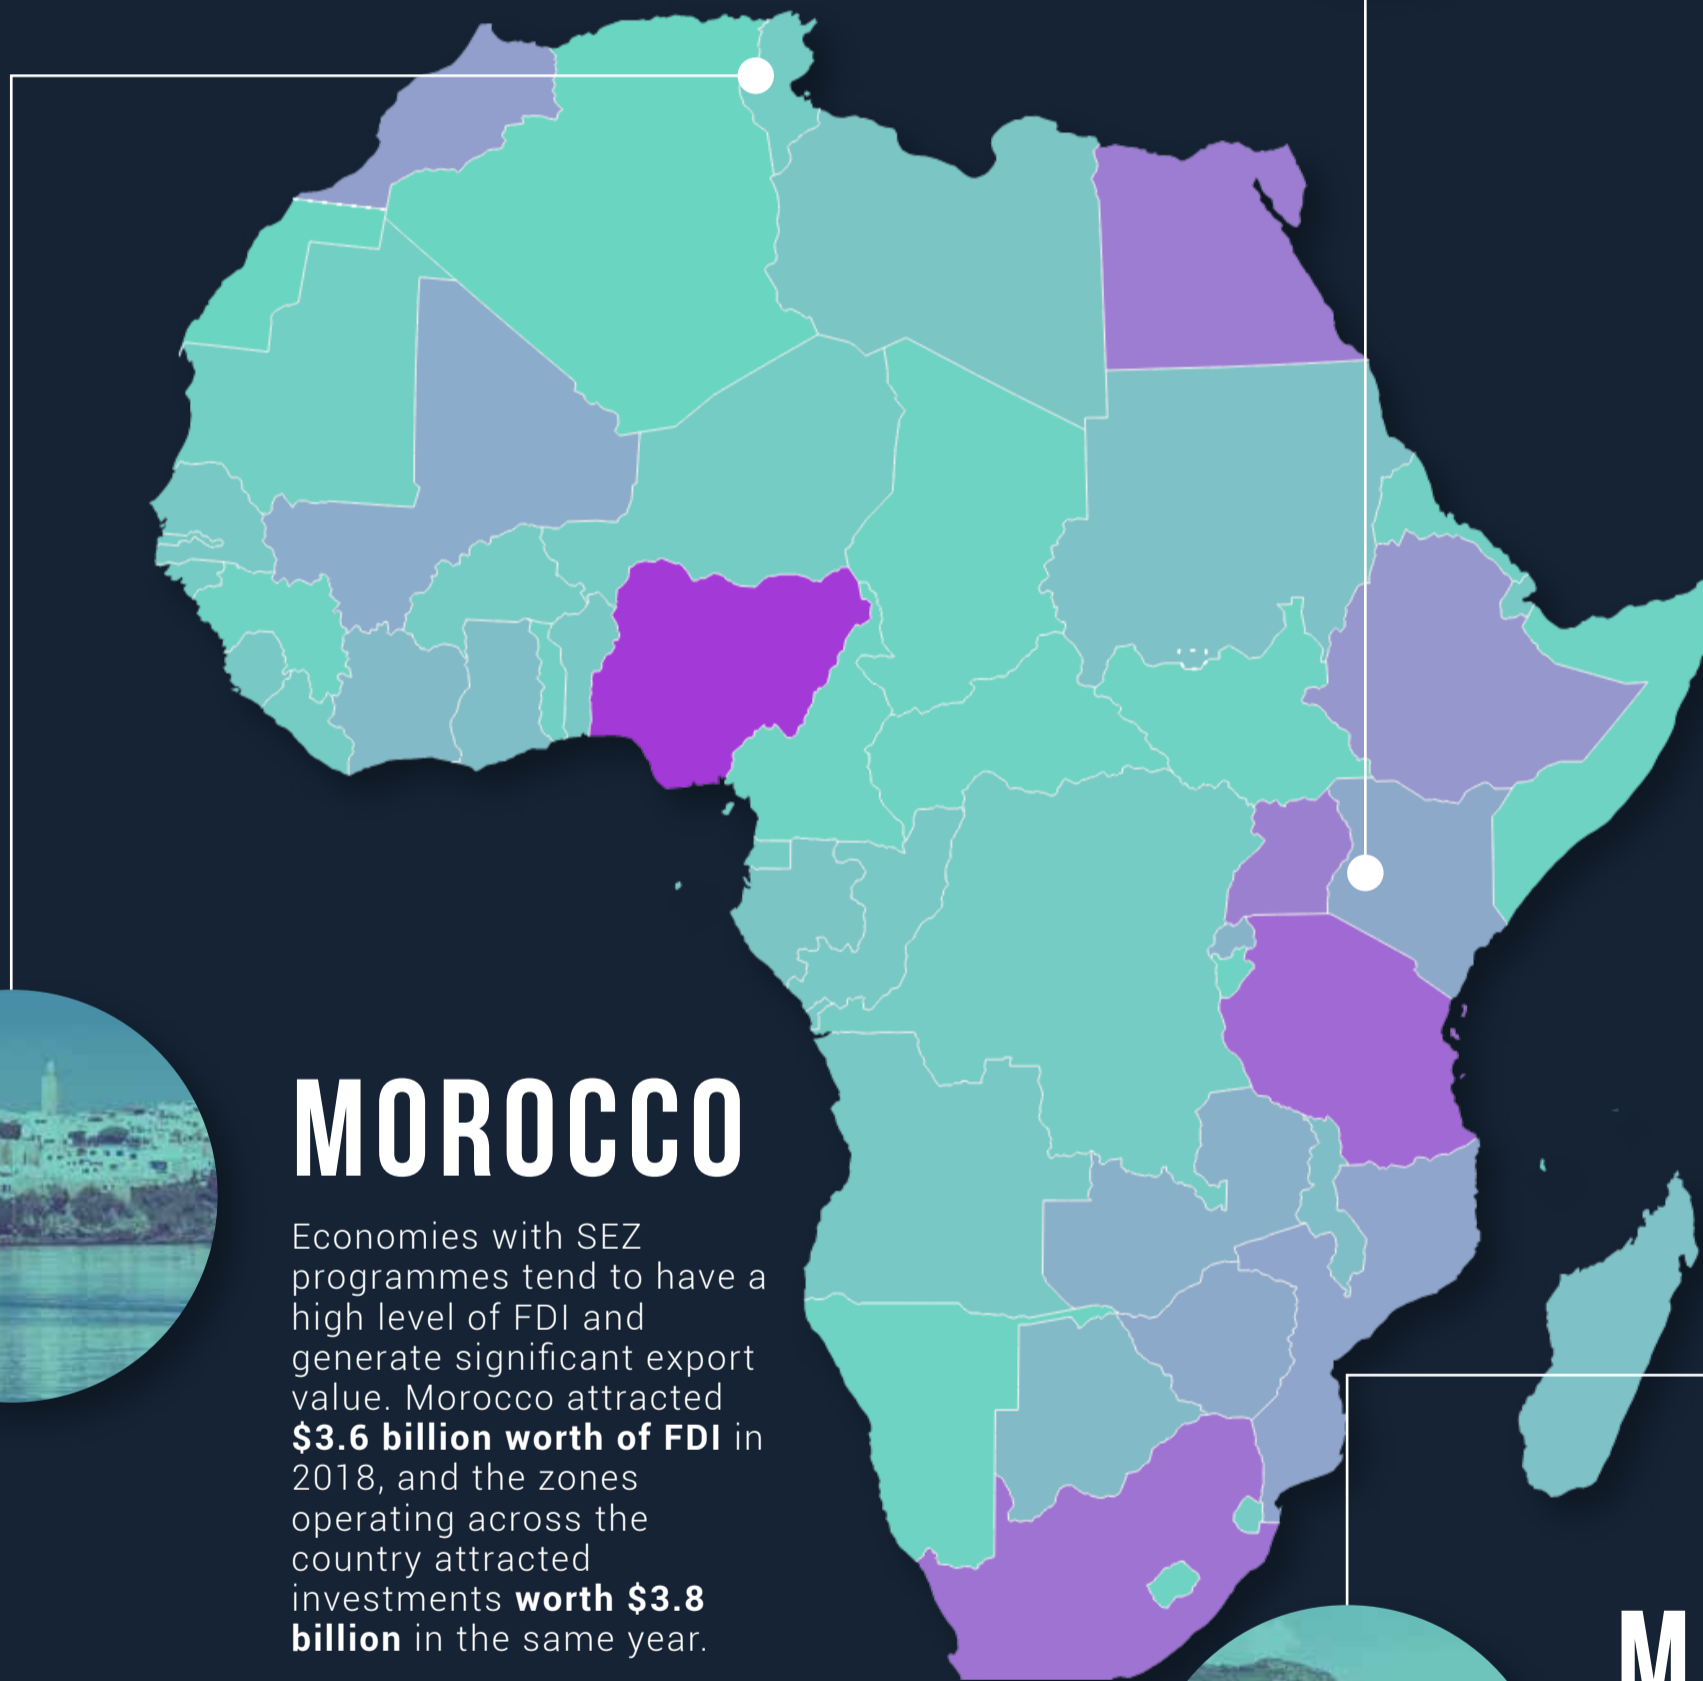 MOROCCO
Economies with SEZ
programmes tend to have a
high level of FDI and
generate significant export
value. Morocco attracted
$3.6 billion worth of FDI in
2018, and the zones
operating across the
country attracted
investments worth $3.8
billion in the same year.
M